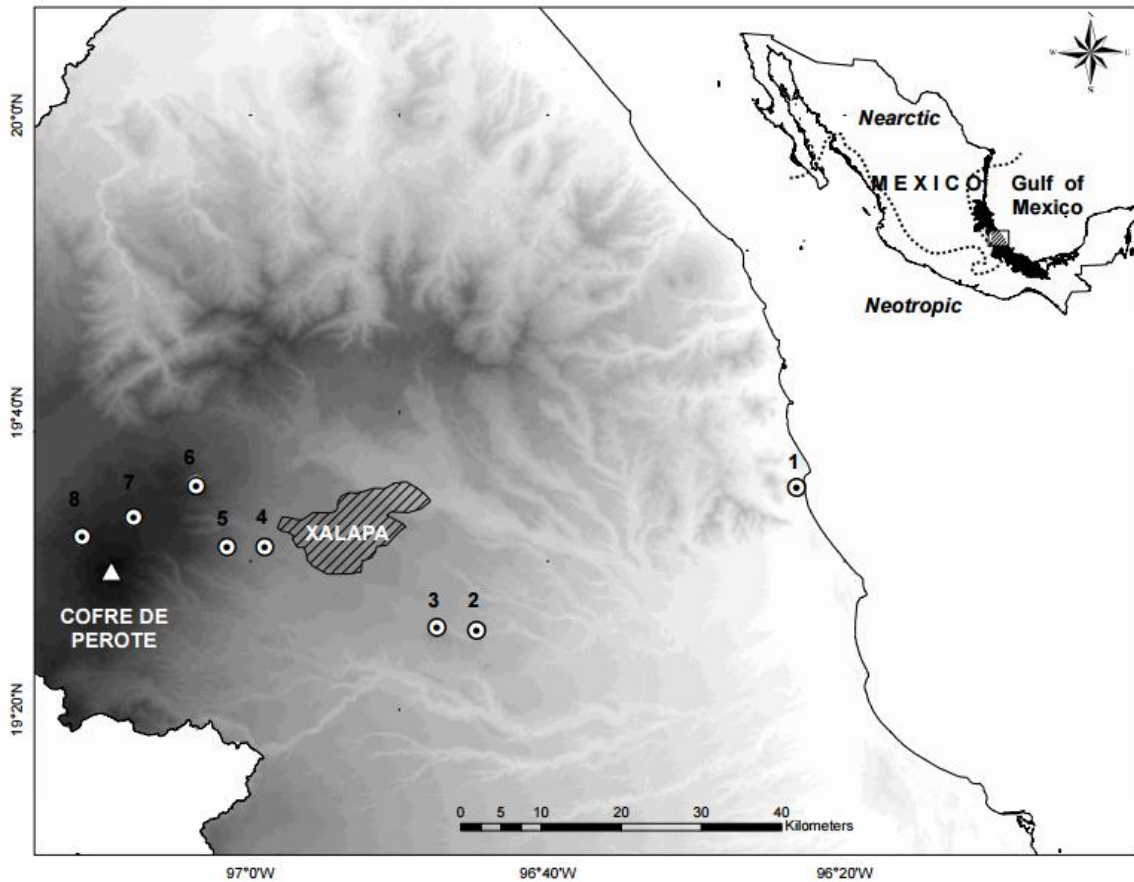 N
W
E
S
Nearctic
MEXICO
Gulf of
Mexico
Neotropic
20°0'N
19°40'N
19°20'N
1
6
7
8
5
4
XALAPA
3
2
COFRE DE
PEROTE
0
5
10
20
30
40
Kilometers
97°0'W
96°40'W
96°20'W